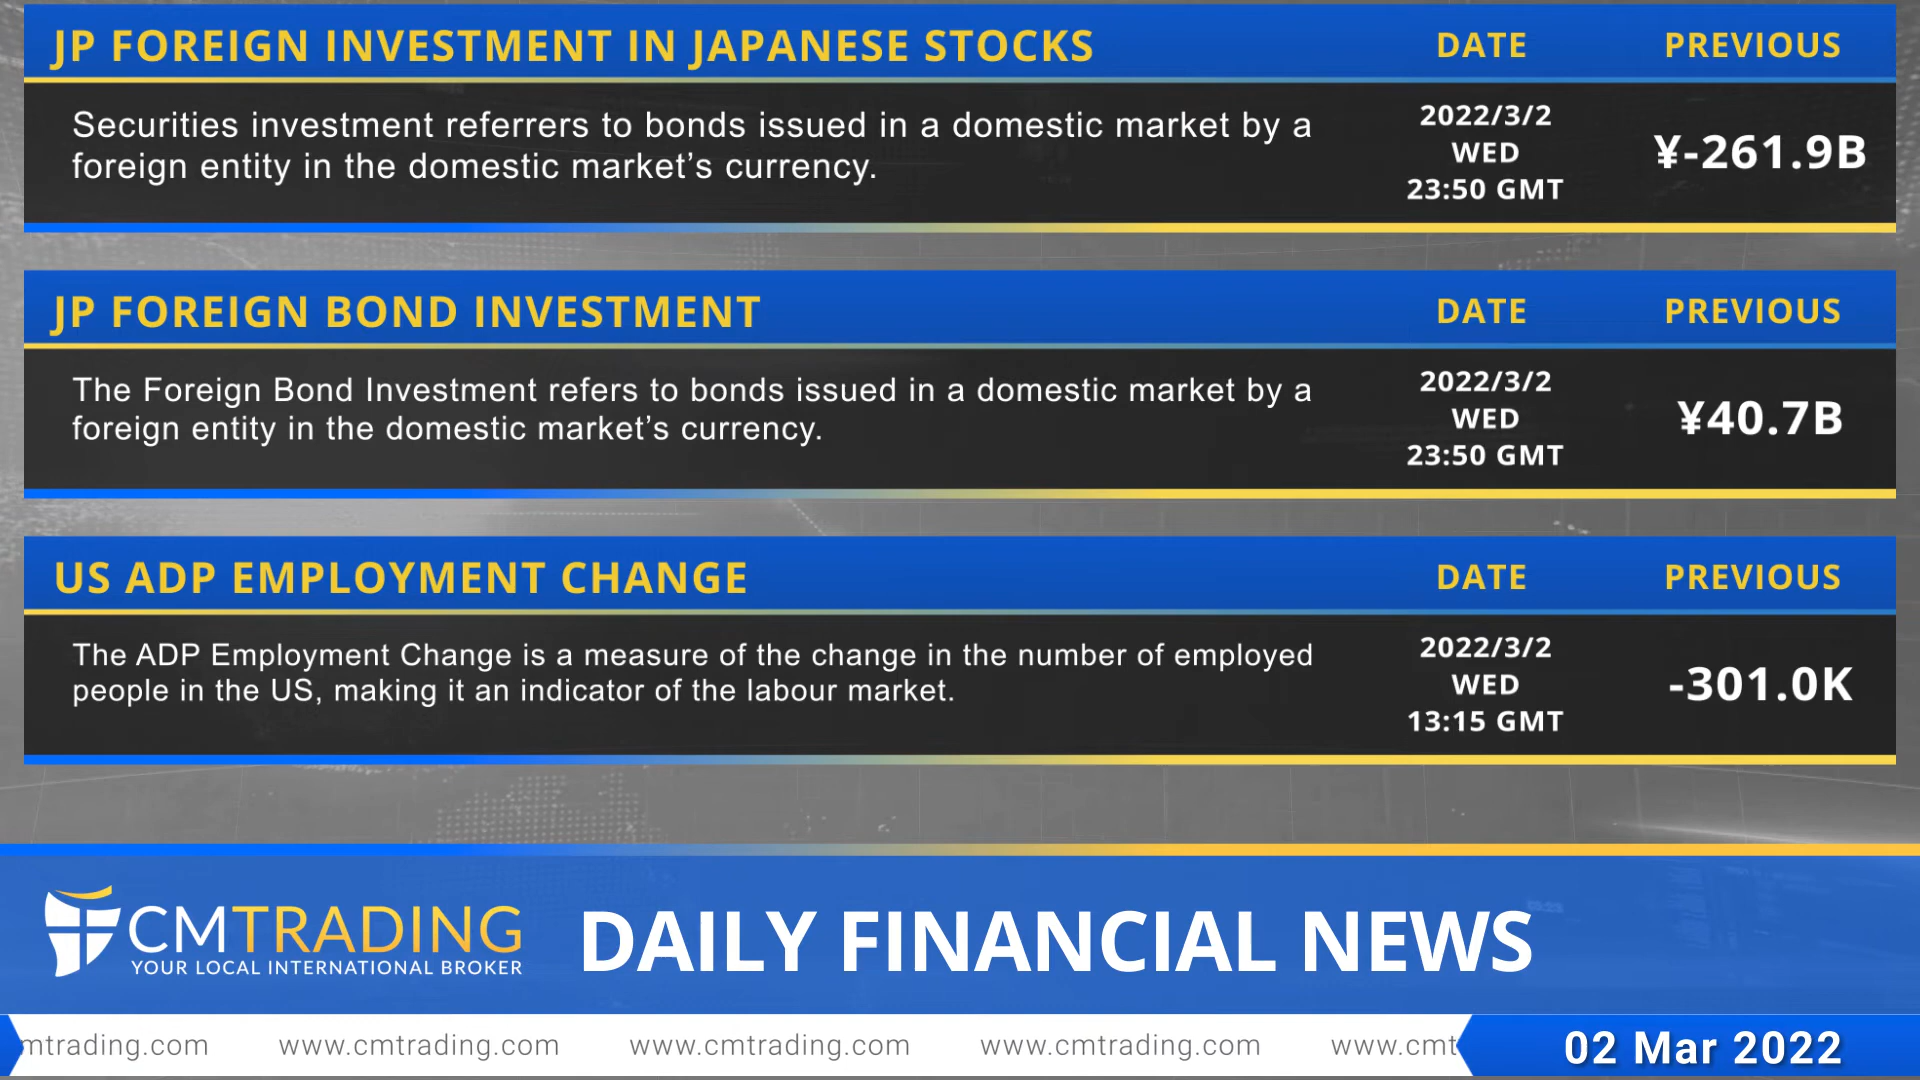 JP FOREIGN INVESTMENT IN JAPANESE STOCKS
DATE
PREVIOUS
Securities investment referrers to bonds issued in a domestic market by a
foreign entity in the domestic market’s currency.
2022/3/2
WED
23:50 GMT
¥-261.9B
JP FOREIGN BOND INVESTMENT
DATE
PREVIOUS
The Foreign Bond Investment refers to bonds issued in a domestic market by a
foreign entity in the domestic market’s currency.
2022/3/2
WED
23:50 GMT
¥40.7B
US ADP EMPLOYMENT CHANGE
DATE
PREVIOUS
The ADP Employment Change is a measure of the change in the number of employed
people in the US, making it an indicator of the labour market.
2022/3/2
WED
13:15 GMT
-301.0K
CMTRADING
YOUR LOCAL INTERNATIONAL BROKER
DAILY FINANCIAL NEWS
mtrading.com www.cmtrading.com www.cmtrading.com www.cmtrading.com www.cmt
02 Mar 2022